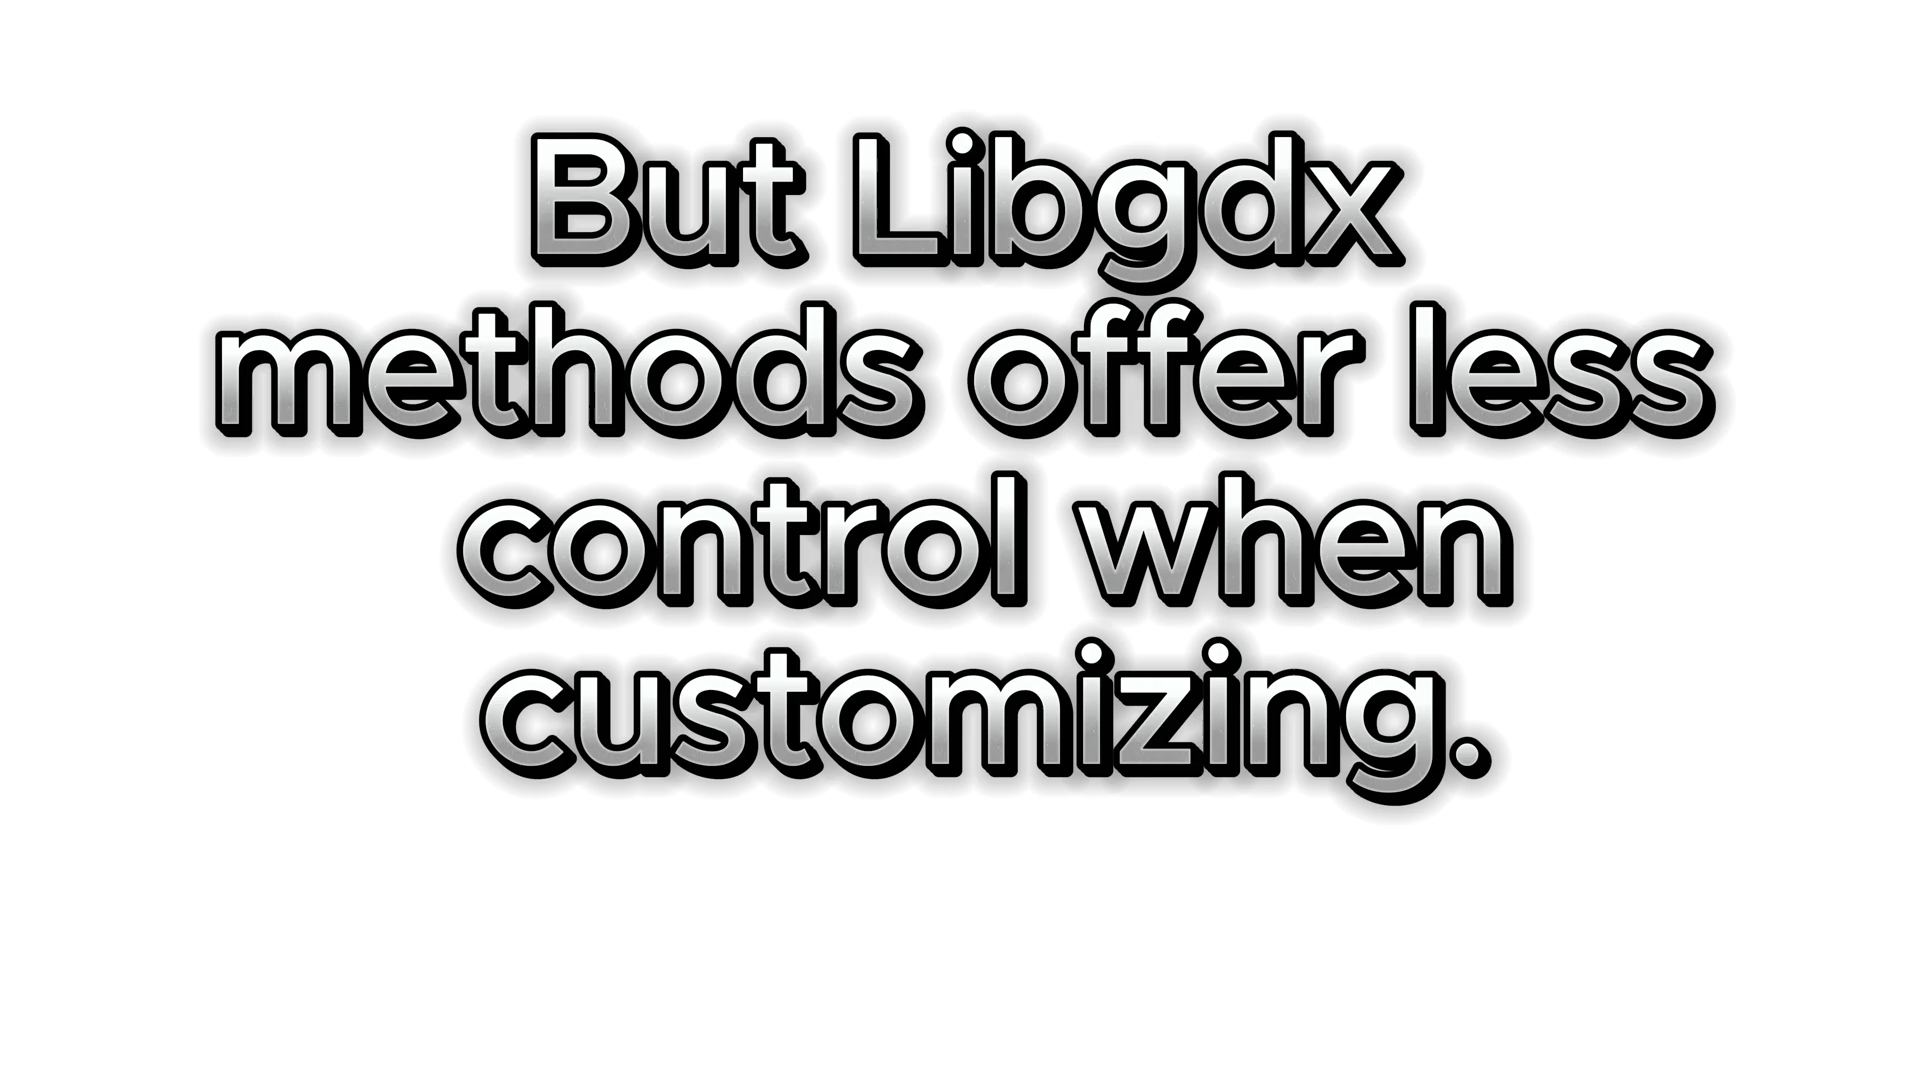 But Libgdx
methods offer less
control when
customizing.